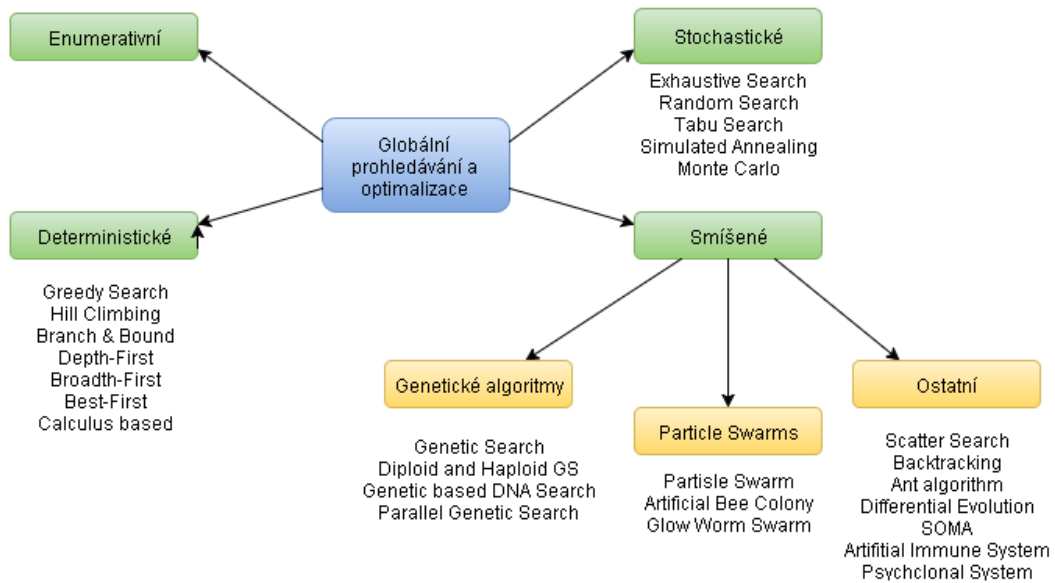 Enumerativní
Stochastické
Exhaustive Search
Random Search
Tabu Search
Simulated Annealing
Monte Carlo
Globální
prohledávání a
optimalizace
Deterministické
Greedy Search
Hill Climbing
Branch & Bound
Depth-First
Broadth-First
Best-First
Calculus based
Smíšené
Genetické algoritmy
Genetic Search
Diploid and Haploid GS
Genetic based DNA Search
Parallel Genetic Search
Particle Swarms
Partisle Swarm
Artificial Bee Colony
Glow Worm Swarm
Ostatní
Scatter Search
Backtracking
Ant algorithm
Differential Evolution
SOMA
Artifitial Immune System
Psychclonal System